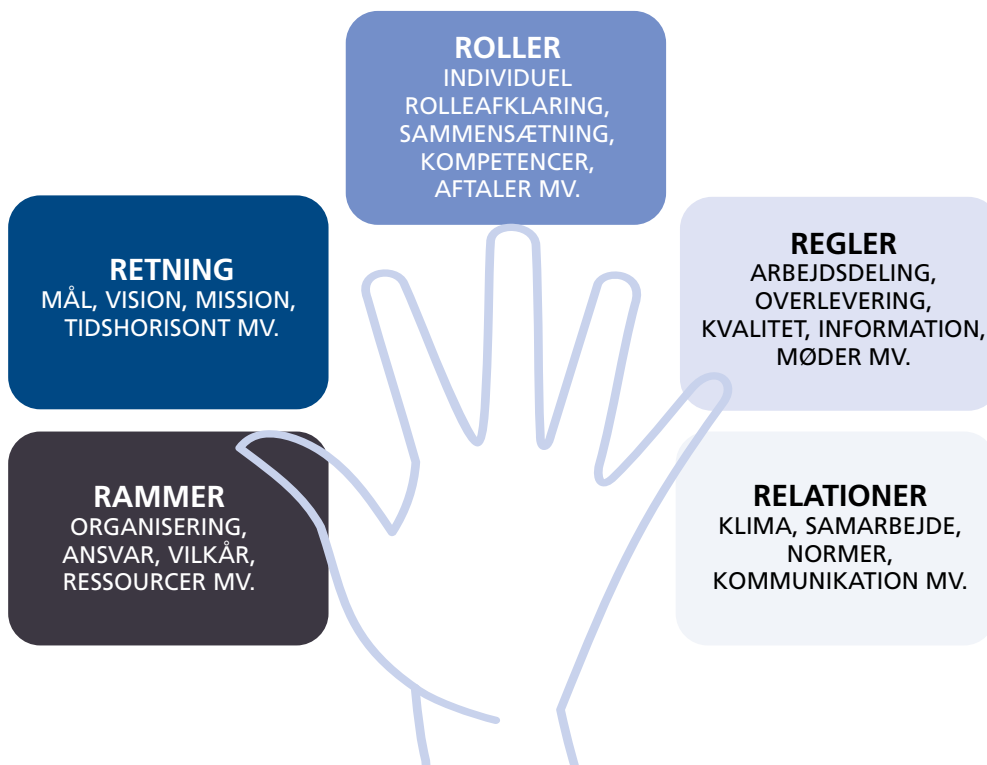 ROLLER
INDIVIDUEL
ROLLEAFKLARING,
SAMMENSÆTNING,
KOMPETENCER,
AFTALER MV.
RETNING
MÅL, VISION, MISSION,
TIDSHORISONT MV.
REGLER
ARBEJDSDELING,
OVERLEVERING,
KVALITET, INFORMATION,
MØDER MV.
RAMMER
ORGANISERING,
ANSVAR, VILKÅR,
RESSOURCER MV.
RELATIONER
KLIMA, SAMARBEJDE,
NORMER,
KOMMUNIKATION MV.